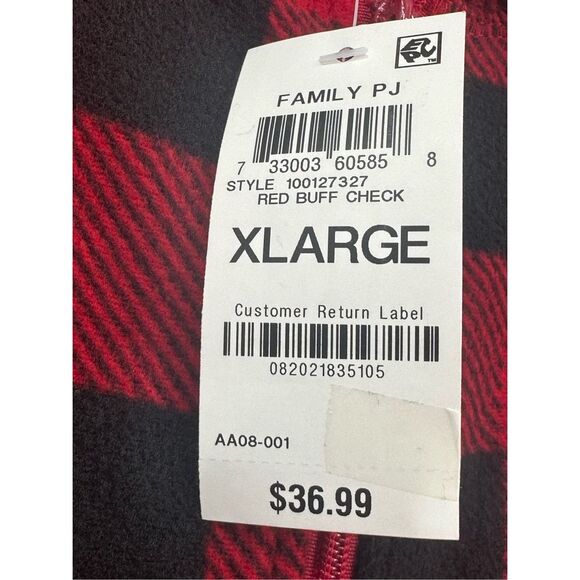 FAMILY PJ
7 33003 60585 8
STYLE 100127327
RED BUFF CHECK
XLARGE
Customer Return Label
082021835105
AA08-001
$36.99